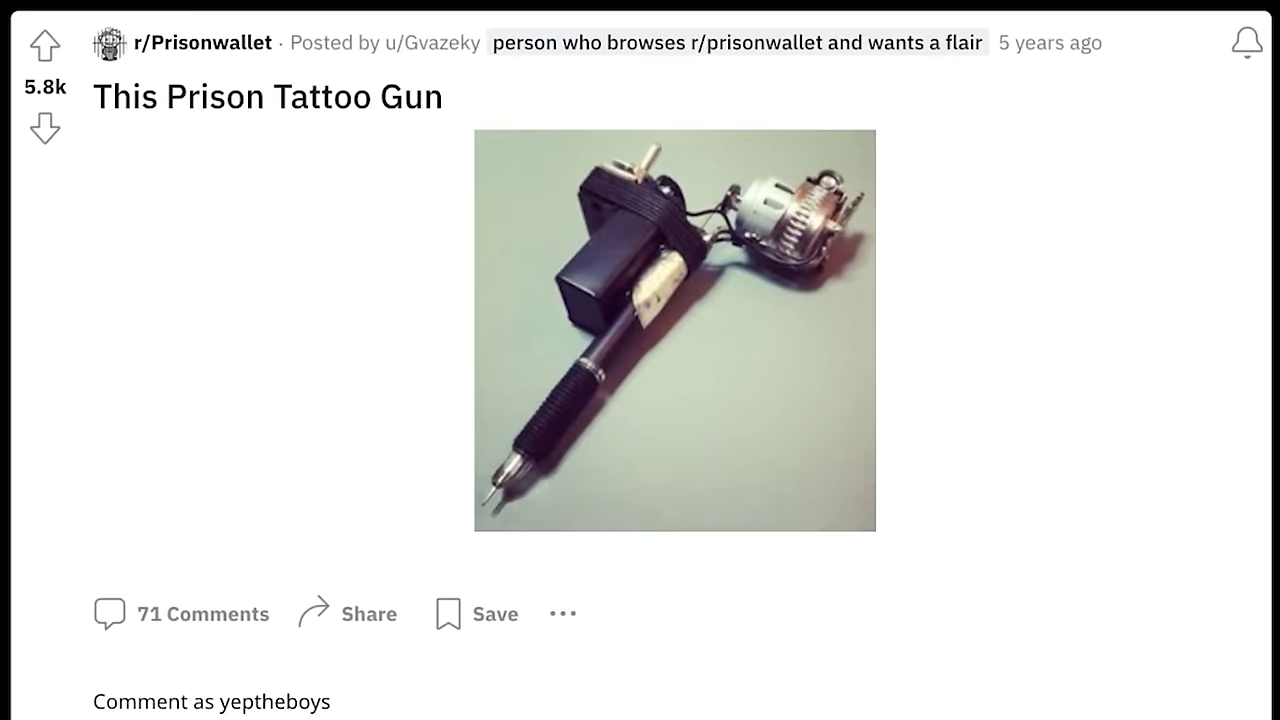 r/Prisonwallet · Posted by u/Gvazeky person who browses r/prisonwallet and wants a flair 5 years ago
5.8k
This Prison Tattoo Gun
71 Comments Share Save
Comment as yeptheboys